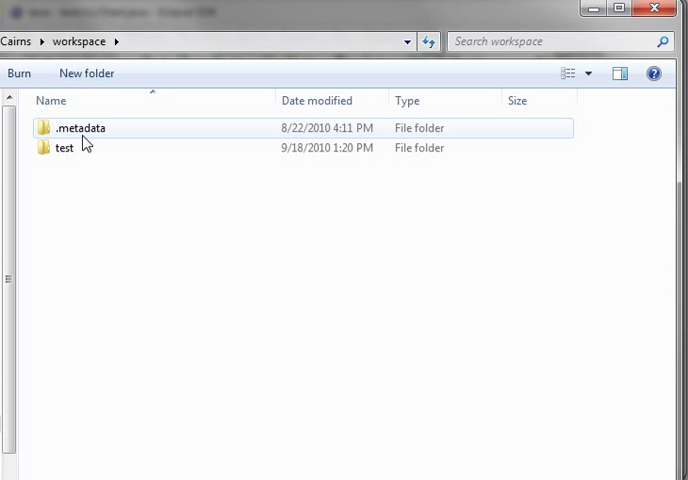 Cairns workspace Search workspace
Burn New folder
Name Date modified Type Size
.metadata 8/22/2010 4:11 PM File folder
test 9/18/2010 1:20 PM File folder